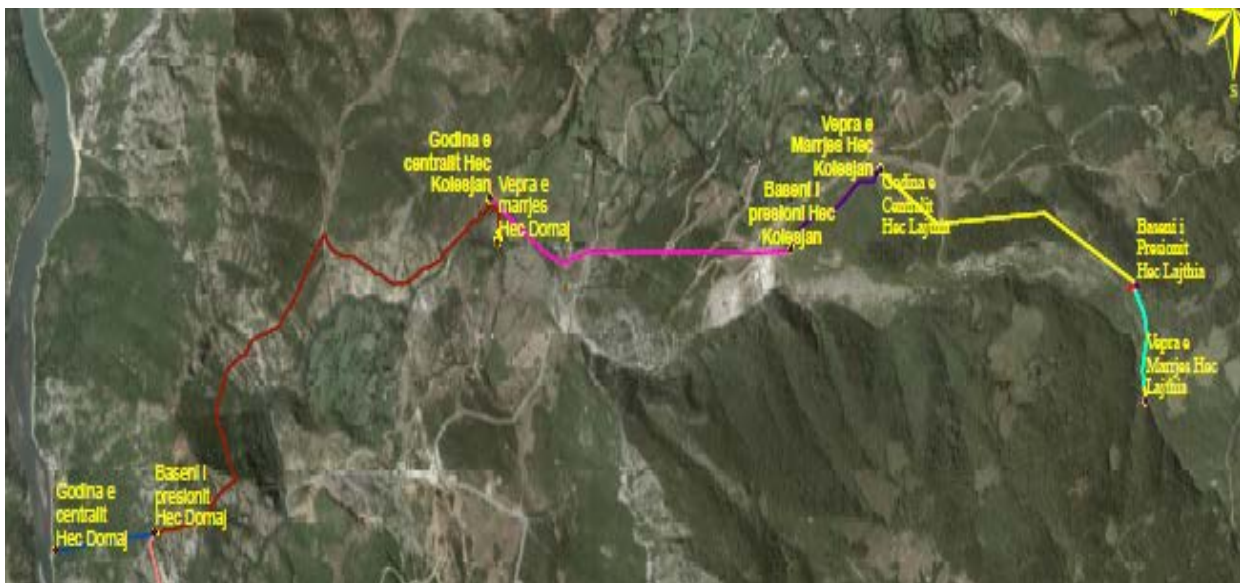 Godina e
centralit Hec
Kolesjan
Vepra e
marrjes
Hec Domaj
Vepra e
Marrjes Hec
Kolesjan
Baseni i
presioni Hec
Kolesjan
Godina e
Centralit
Hec Lajthia
Baseni i
Presionit
Hec Lajthia
Vepra e
Marrjes Hec
Lajthia
Baseni i
presionit
Hec Domaj
Godina e
centralit
Hec Domaj
S